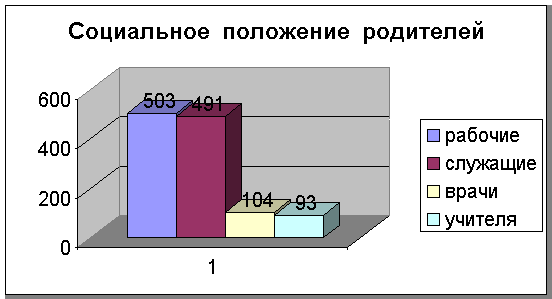 Социальное положение родителей
600
400
200
0
503
491
104
93
1
рабочие
служащие
врачи
учителя